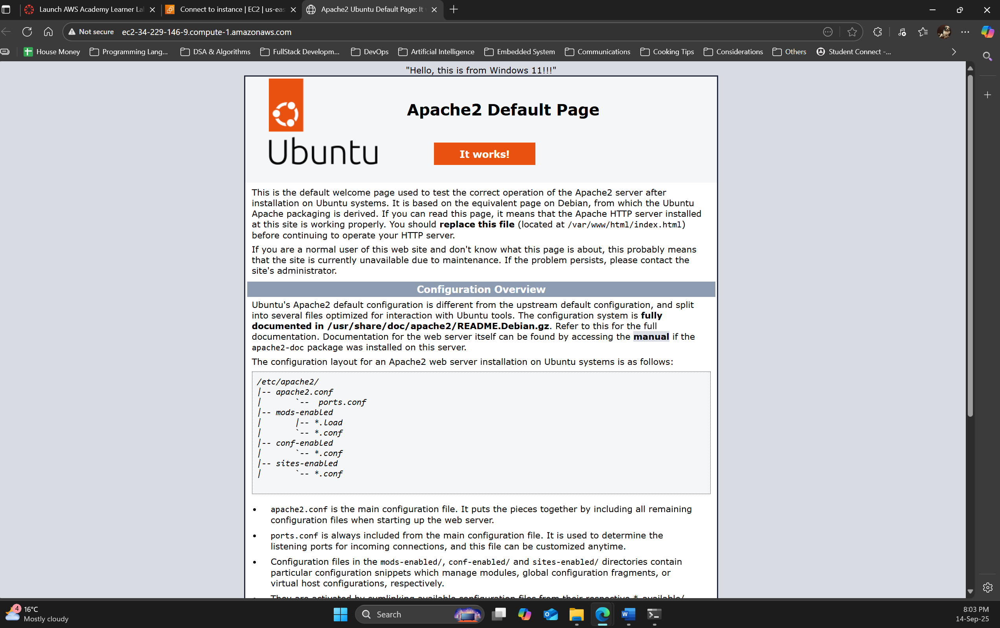 Launch AWS Academy Learner La
Connect to instance | EC2 | us-eas
Apache2 Ubuntu Default Page: It
Not secure
ec2-34-229-146-9.compute-1.amazonaws.com
House Money
Programming Lang...
DSA & Algorithms
FullStack Developm...
DevOps
Artificial Intelligence
Embedded System
Communications
Cooking Tips
Considerations
Others
Student Connect -...
"Hello, this is from Windows 11!!!"
Apache2 Default Page
Ubuntu
It works!
This is the default welcome page used to test the correct operation of the Apache2 server after
installation on Ubuntu systems. It is based on the equivalent page on Debian, from which the Ubuntu
Apache packaging is derived. If you can read this page, it means that the Apache HTTP server installed
at this site is working properly. You should replace this file (located at /var/www/html/index.html)
before continuing to operate your HTTP server.
If you are a normal user of this web site and don't know what this page is about, this probably means
that the site is currently unavailable due to maintenance. If the problem persists, please contact the
site's administrator.
Configuration Overview
Ubuntu's Apache2 default configuration is different from the upstream default configuration, and split
into several files optimized for interaction with Ubuntu tools. The configuration system is fully
documented in /usr/share/doc/apache2/README.Debian.gz. Refer to this for the full
documentation. Documentation for the web server itself can be found by accessing the manual if the
apache2-doc package was installed on this server.
The configuration layout for an Apache2 web server installation on Ubuntu systems is as follows:
/etc/apache2/
|-- apache2.conf
|       `--  ports.conf
|-- mods-enabled
|       |-- *.load
|       `-- *.conf
|-- conf-enabled
|       `-- *.conf
|-- sites-enabled
|       `-- *.conf
• apache2.conf is the main configuration file. It puts the pieces together by including all remaining
configuration files when starting up the web server.
• ports.conf is always included from the main configuration file. It is used to determine the
listening ports for incoming connections, and this file can be customized anytime.
• Configuration files in the mods-enabled/, conf-enabled/ and sites-enabled/ directories contain
particular configuration snippets which manage modules, global configuration fragments, or
virtual host configurations, respectively.
They are activated by symlinking available configuration files from their respective *-available/
4
16°C
Mostly cloudy
Search
8:03 PM
14-Sep-25